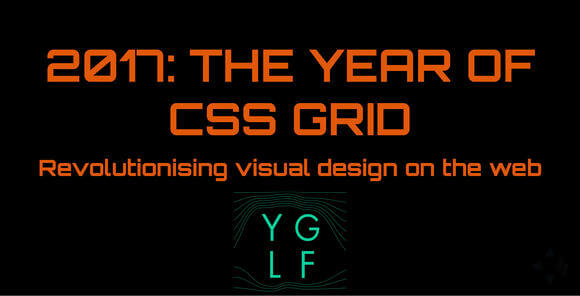 2017: THE YEAR OF
CSS GRID
Revolutionising visual design on the web
Y G
L F